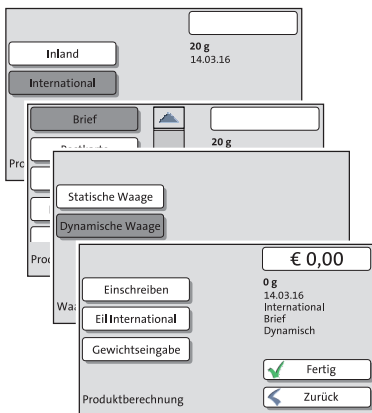 Inland
20 g
14.03.16
International
Brief
20 g
Statische Waage
Dynamische Waage
€ 0,00
0 g
14.03.16
International
Brief
Dynamisch
Einschreiben
Eil International
Gewichtseingabe
Fertig
Zurück
Produktberechnung